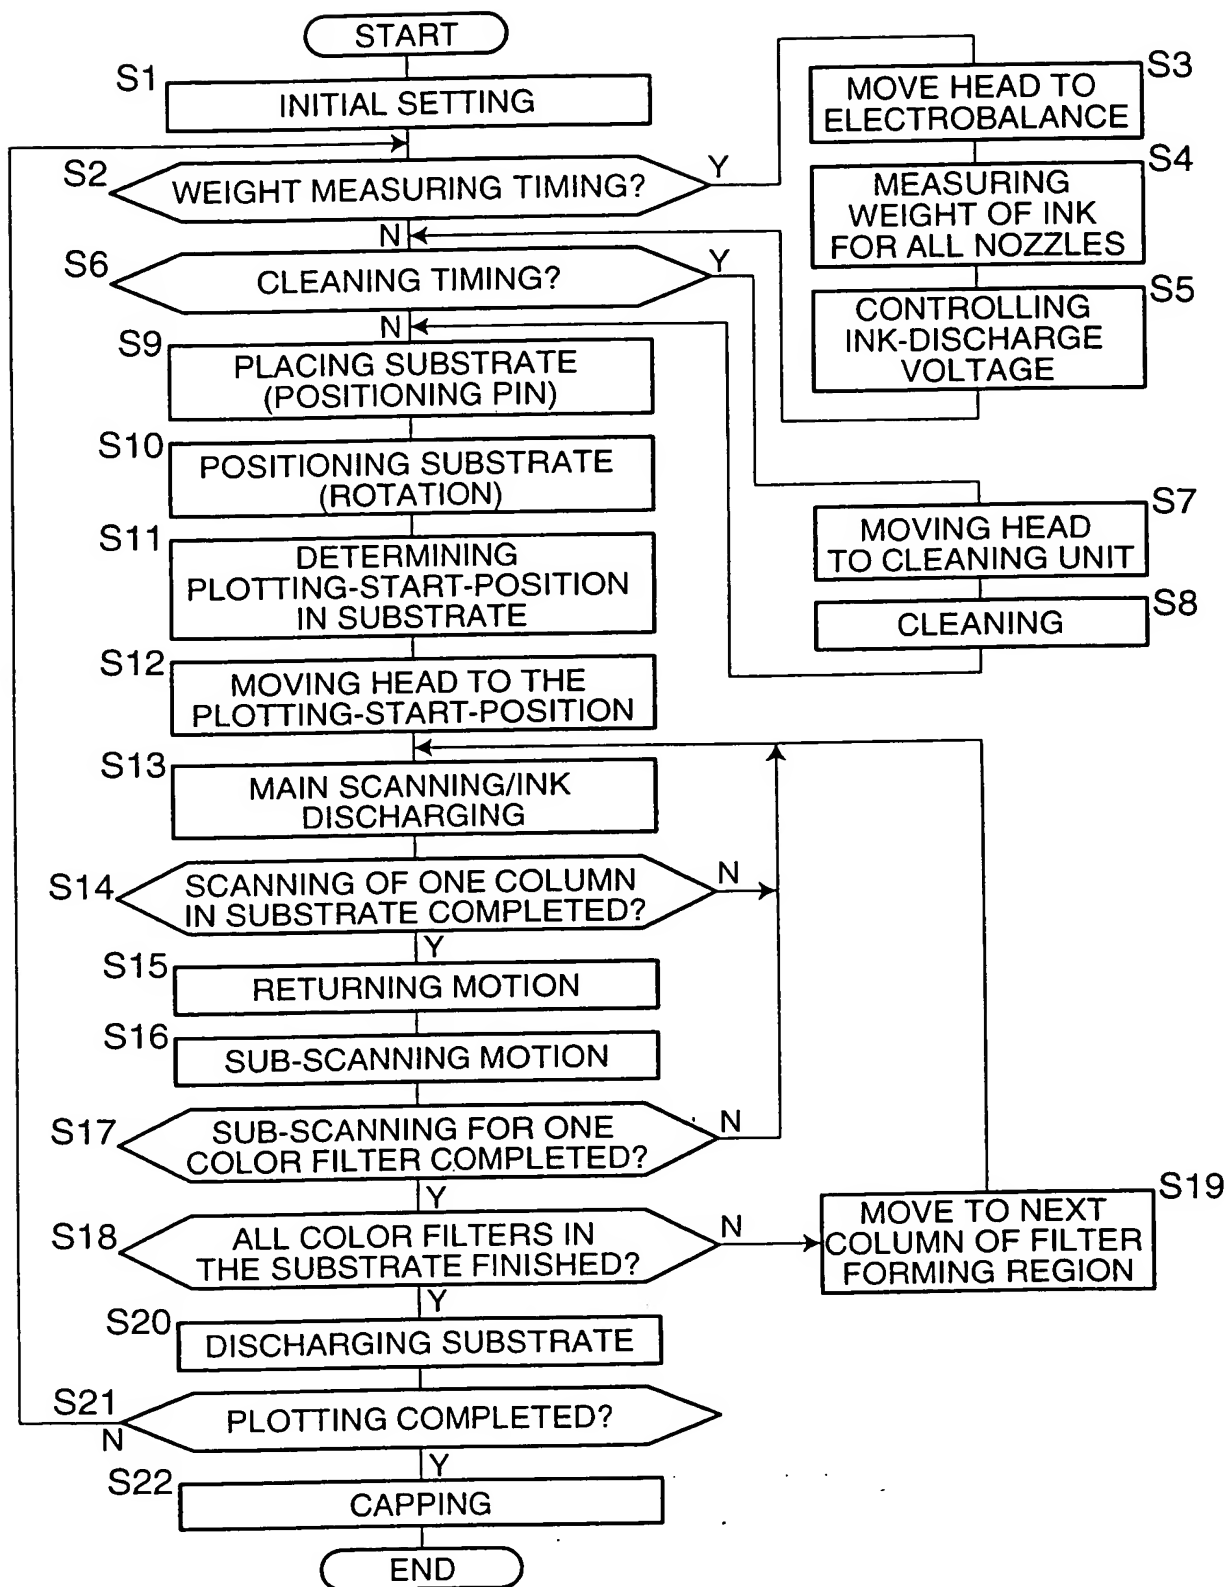 START
S1
INITIAL SETTING
S2
WEIGHT MEASURING TIMING?
Y
N
S3
MOVE HEAD TO
ELECTROBALANCE
S4
MEASURING
WEIGHT OF INK
FOR ALL NOZZLES
S5
CONTROLLING
INK-DISCHARGE
VOLTAGE
S6
CLEANING TIMING?
Y
N
S7
MOVING HEAD
TO CLEANING UNIT
S8
CLEANING
S9
PLACING SUBSTRATE
(POSITIONING PIN)
S10
POSITIONING SUBSTRATE
(ROTATION)
S11
DETERMINING
PLOTTING-START-POSITION
IN SUBSTRATE
S12
MOVING HEAD TO THE
PLOTTING-START-POSITION
S13
MAIN SCANNING/INK
DISCHARGING
S14
SCANNING OF ONE COLUMN
IN SUBSTRATE COMPLETED?
N
Y
S15
RETURNING MOTION
S16
SUB-SCANNING MOTION
S17
SUB-SCANNING FOR ONE
COLOR FILTER COMPLETED?
N
Y
S18
ALL COLOR FILTERS IN
THE SUBSTRATE FINISHED?
N
Y
S19
MOVE TO NEXT
COLUMN OF FILTER
FORMING REGION
S20
DISCHARGING SUBSTRATE
S21
PLOTTING COMPLETED?
N
Y
S22
CAPPING
END